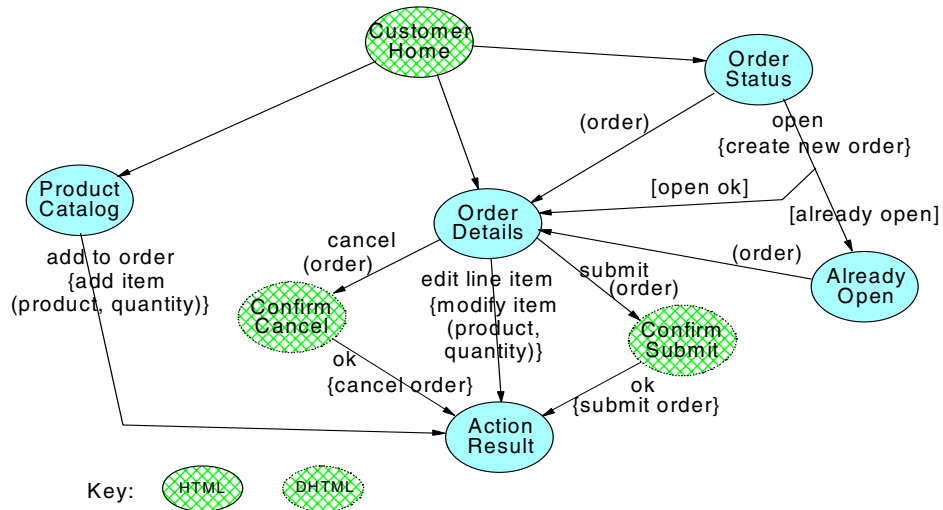 Customer
Home
Order
Status
(order)
open
{create new order}
[open ok]
[already open]
Product
Catalog
Order
Details
add to order
{add item
(product, quantity)}
cancel
(order)
edit line item
{modify item
(product,
quantity)}
submit
(order)
(order)
Already
Open
Confirm
Cancel
Confirm
Submit
ok
{cancel order}
ok
{submit order}
Action
Result
Key:
HTML
DHTML